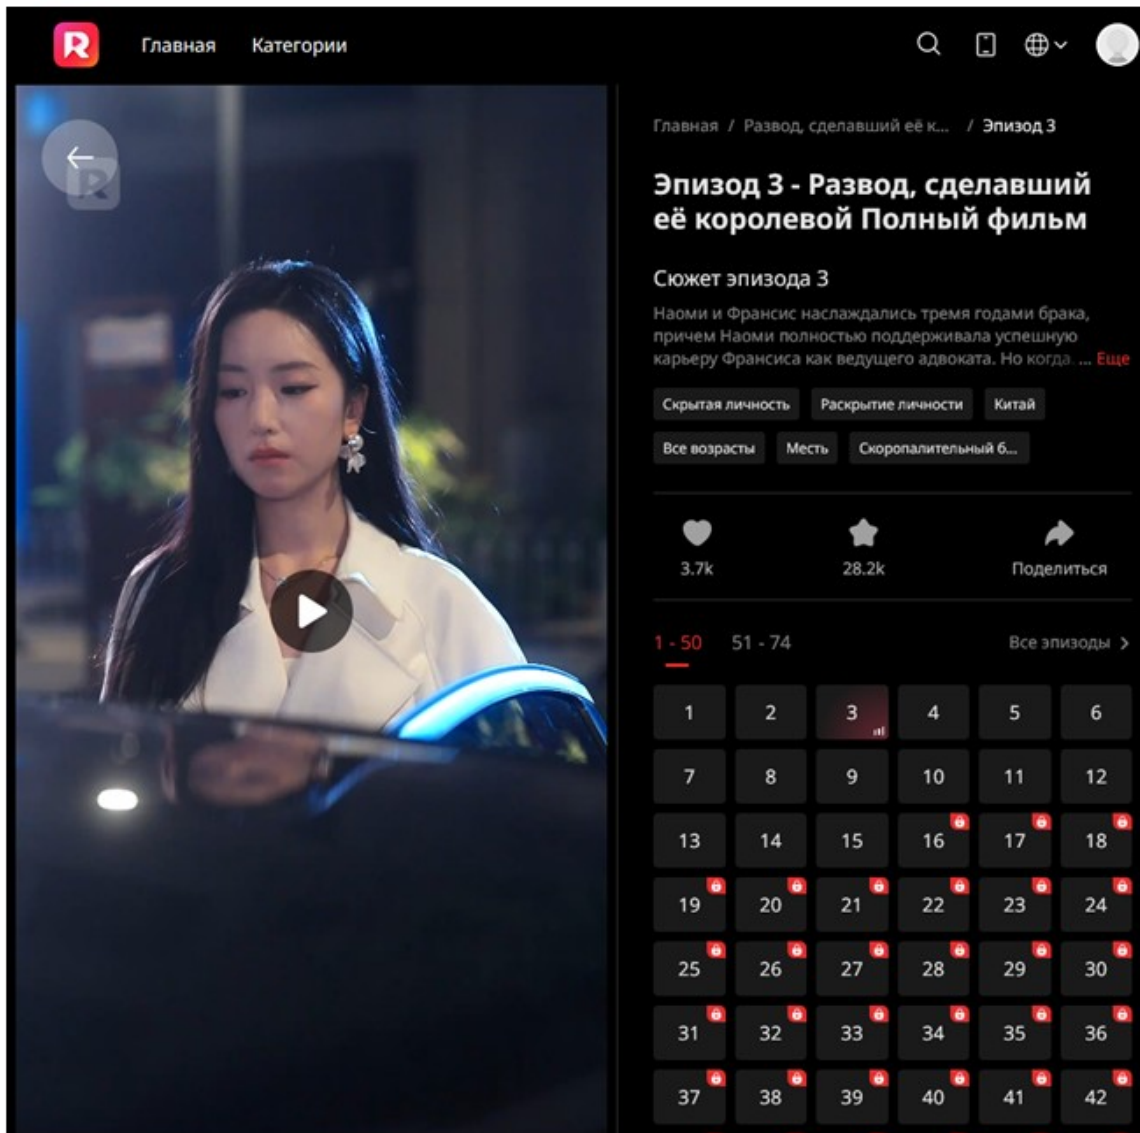 R
Главная Категории
R
Главная / Развод, сделавший её к... / Эпизод 3
Эпизод 3 - Развод, сделавший
её королевой Полный фильм
Сюжет эпизода 3
Наоми и Франсис наслаждались тремя годами брака,
причем Наоми полностью поддерживала успешную
карьеру Франсиса как ведущего адвоката. Но когда ... Еще
Скрытая личность Раскрытие личности Китай
Все возрасты Месть Скоропалительный б...
3.7k 28.2k Поделиться
1 - 50 51 - 74 Все эпизоды
1 2 3 4 5 6
7 8 9 10 11 12
13 14 15 16 17 18
19 20 21 22 23 24
25 26 27 28 29 30
31 32 33 34 35 36
37 38 39 40 41 42